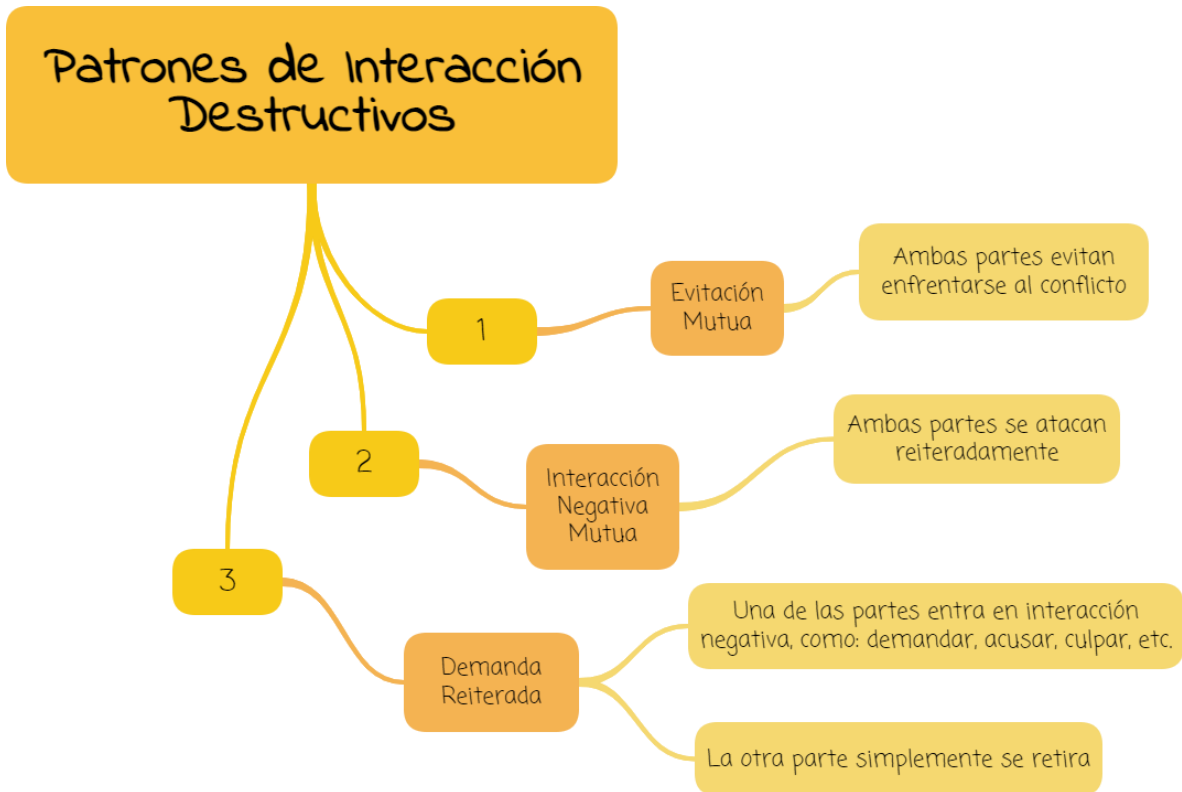 Patrones de Interacción
Destructivos
1
Evitación
Mutua
Ambas partes evitan
enfrentarse al conflicto
2
Interacción
Negativa
Mutua
Ambas partes se atacan
reiteradamente
3
Demanda
Reiterada
Una de las partes entra en interacción
negativa, como: demandar, acusar, culpar, etc.
La otra parte simplemente se retira